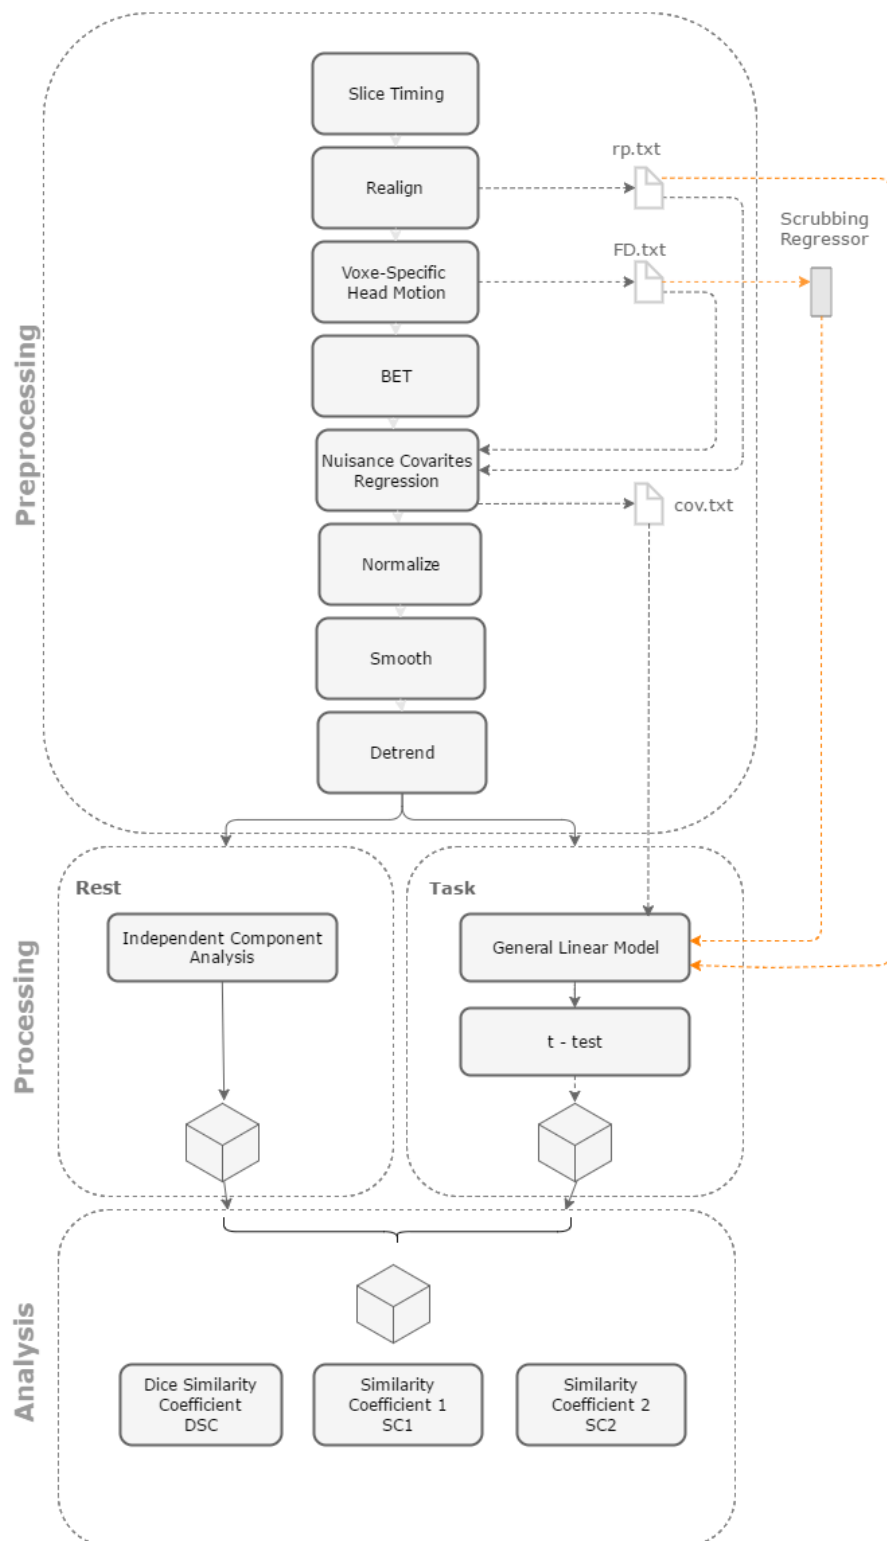 Preprocessing
Slice Timing
Realign
rp.txt
Scrubbing
Regressor
Voxe-Specific
Head Motion
FD.txt
BET
Nuisance Covarites
Regression
cov.txt
Normalize
Smooth
Detrend
Processing
Rest
Independent Component
Analysis
Task
General Linear Model
t - test
Analysis
Dice Similarity
Coefficient
DSC
Similarity
Coefficient 1
SC1
Similarity
Coefficient 2
SC2